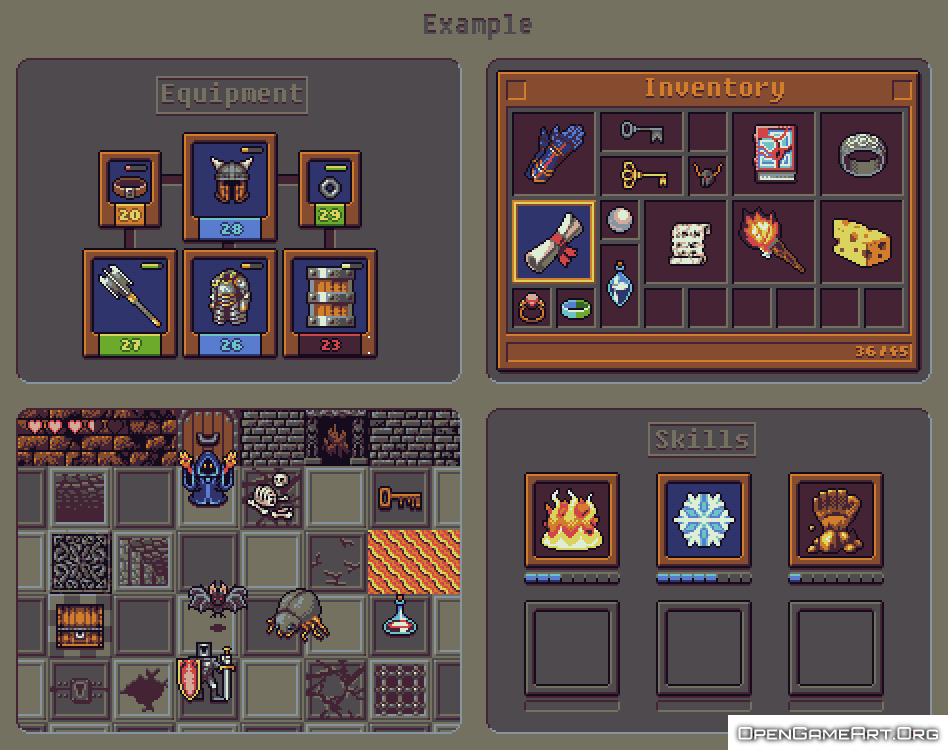 Example
Equipment
20
28
29
27
26
23
Inventory
36/45
Skills
OpenGameArt.Org